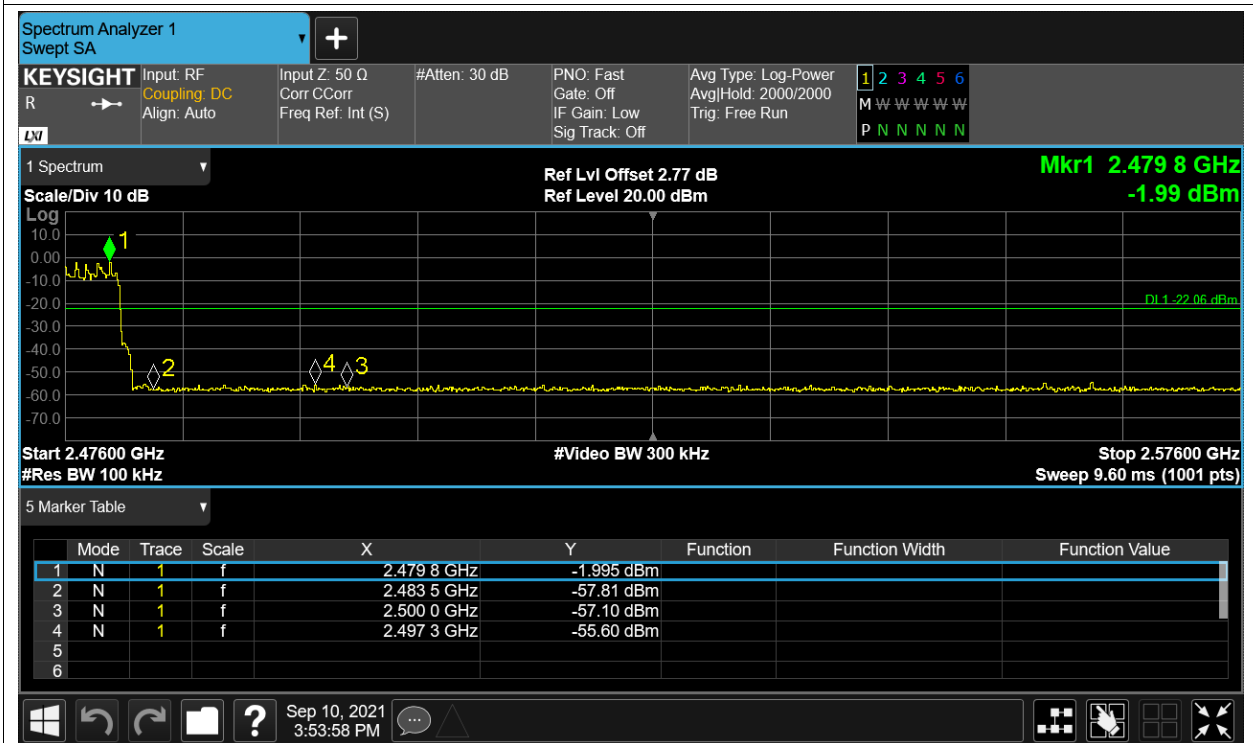 Spectrum Analyzer 1
Swept SA
+
KEYSIGHT
R
LXI
Input: RF
Coupling: DC
Align: Auto
Input Z: 50 Ω
Corr CCorr
Freq Ref: Int (S)
#Atten: 30 dB
PNO: Fast
Gate: Off
IF Gain: Low
Sig Track: Off
Avg Type: Log-Power
Avg|Hold: 2000/2000
Trig: Free Run
1 2 3 4 5 6
M W W W W W
P N N N N N
1 Spectrum
Scale/Div 10 dB
Ref Lvl Offset 2.77 dB
Ref Level 20.00 dBm
Mkr1 2.479 8 GHz
-1.99 dBm
Log
10.0
0.00
-10.0
-20.0
-30.0
-40.0
-50.0
-60.0
-70.0
1
2
4
3
DL1 -22.06 dBm
Start 2.47600 GHz
#Res BW 100 kHz
#Video BW 300 kHz
Stop 2.57600 GHz
Sweep 9.60 ms (1001 pts)
5 Marker Table
Mode Trace Scale X Y Function Function Width Function Value
1 N 1 f 2.479 8 GHz -1.995 dBm
2 N 1 f 2.483 5 GHz -57.81 dBm
3 N 1 f 2.500 0 GHz -57.10 dBm
4 N 1 f 2.497 3 GHz -55.60 dBm
5
6
?
Sep 10, 2021
3:53:58 PM